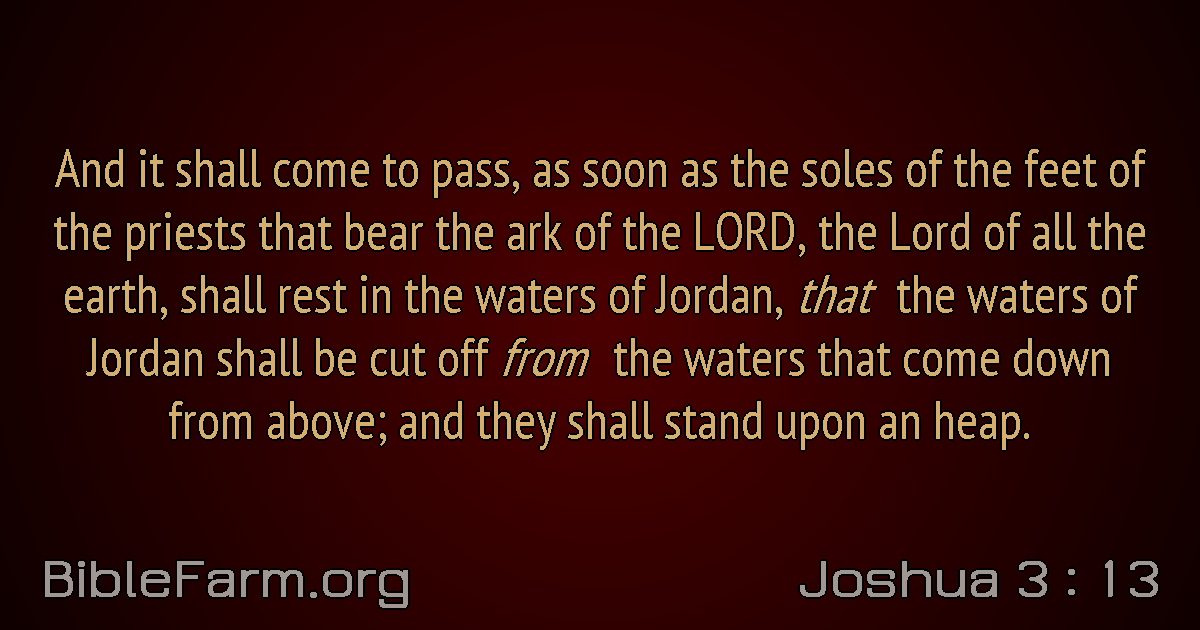 And it shall come to pass, as soon as the soles of the feet of
the priests that bear the ark of the LORD, the Lord of all the
earth, shall rest in the waters of Jordan, that the waters of
Jordan shall be cut off from the waters that come down
from above; and they shall stand upon an heap.
BibleFarm.org
Joshua 3 : 13